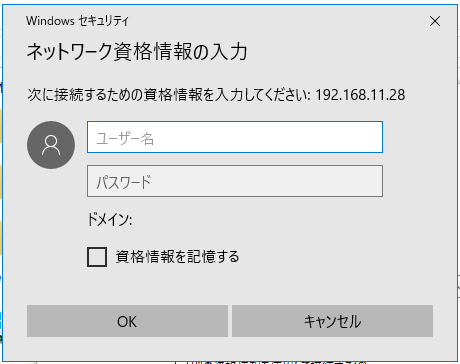 Windows セキュリティ
ネットワーク資格情報の入力
次に接続するための資格情報を入力してください: 192.168.11.28
ユーザー名
パスワード
ドメイン:
資格情報を記憶する
OK
キャンセル